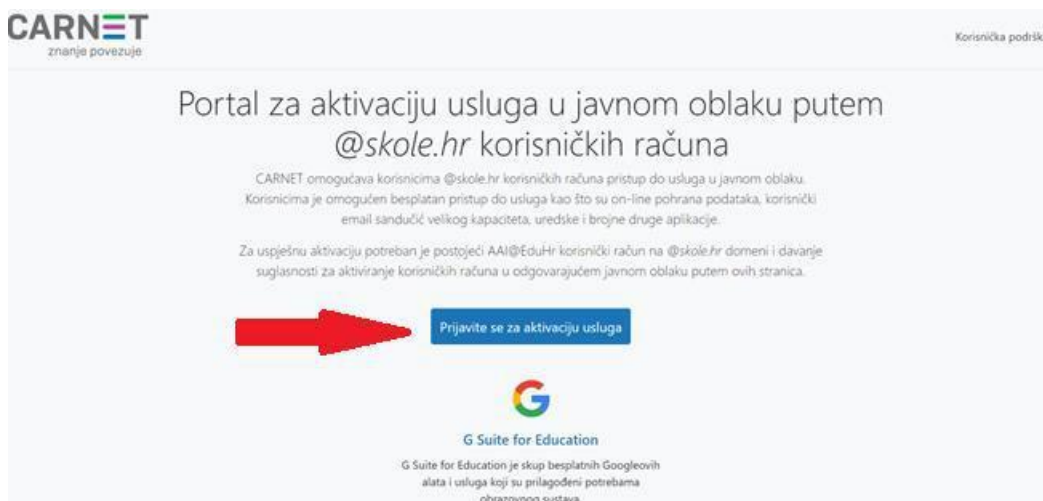 CARNET
znanje povezuje
Korisnička podršk
Portal za aktivaciju usluga u javnom oblaku putem
@skole.hr korisničkih računa
CARNET omogućava korisnicima @skole.hr korisničkih računa pristup do usluga u javnom oblaku.
Korisnicima je omogućen besplatan pristup do usluga kao što su on-line pohrana podataka, korisnički
email sandučić velikog kapaciteta, uredske i brojne druge aplikacije.
Za uspješnu aktivaciju potreban je postojeći AAI@EduHr korisnički račun na @skole.hr domeni i davanje
suglasnosti za aktiviranje korisničkih računa u odgovarajućem javnom oblaku putem ovih stranica.
Prijavite se za aktivaciju usluga
G Suite for Education
G Suite for Education je skup besplatnih Googleovih
alata i usluga koji su prilagođeni potrebama
obrazovnog sustava